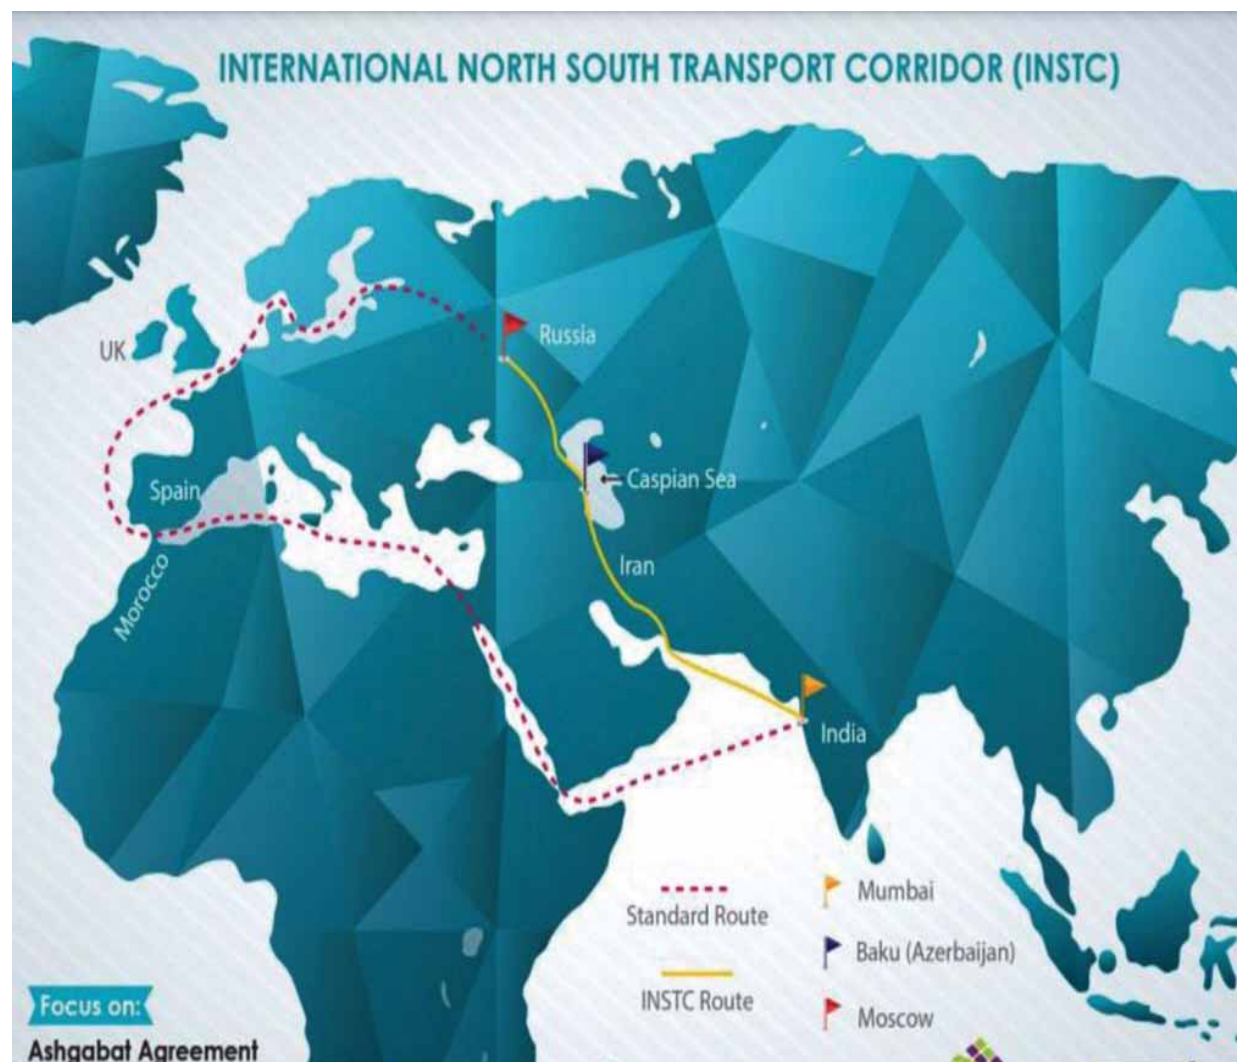 INTERNATIONAL NORTH SOUTH TRANSPORT CORRIDOR (INSTC)
Russia
UK
Caspian Sea
Spain
Iran
Morocco
India
Standard Route
INSTC Route
Mumbai
Baku (Azerbaijan)
Moscow
Focus on:
Ashgabat Agreement